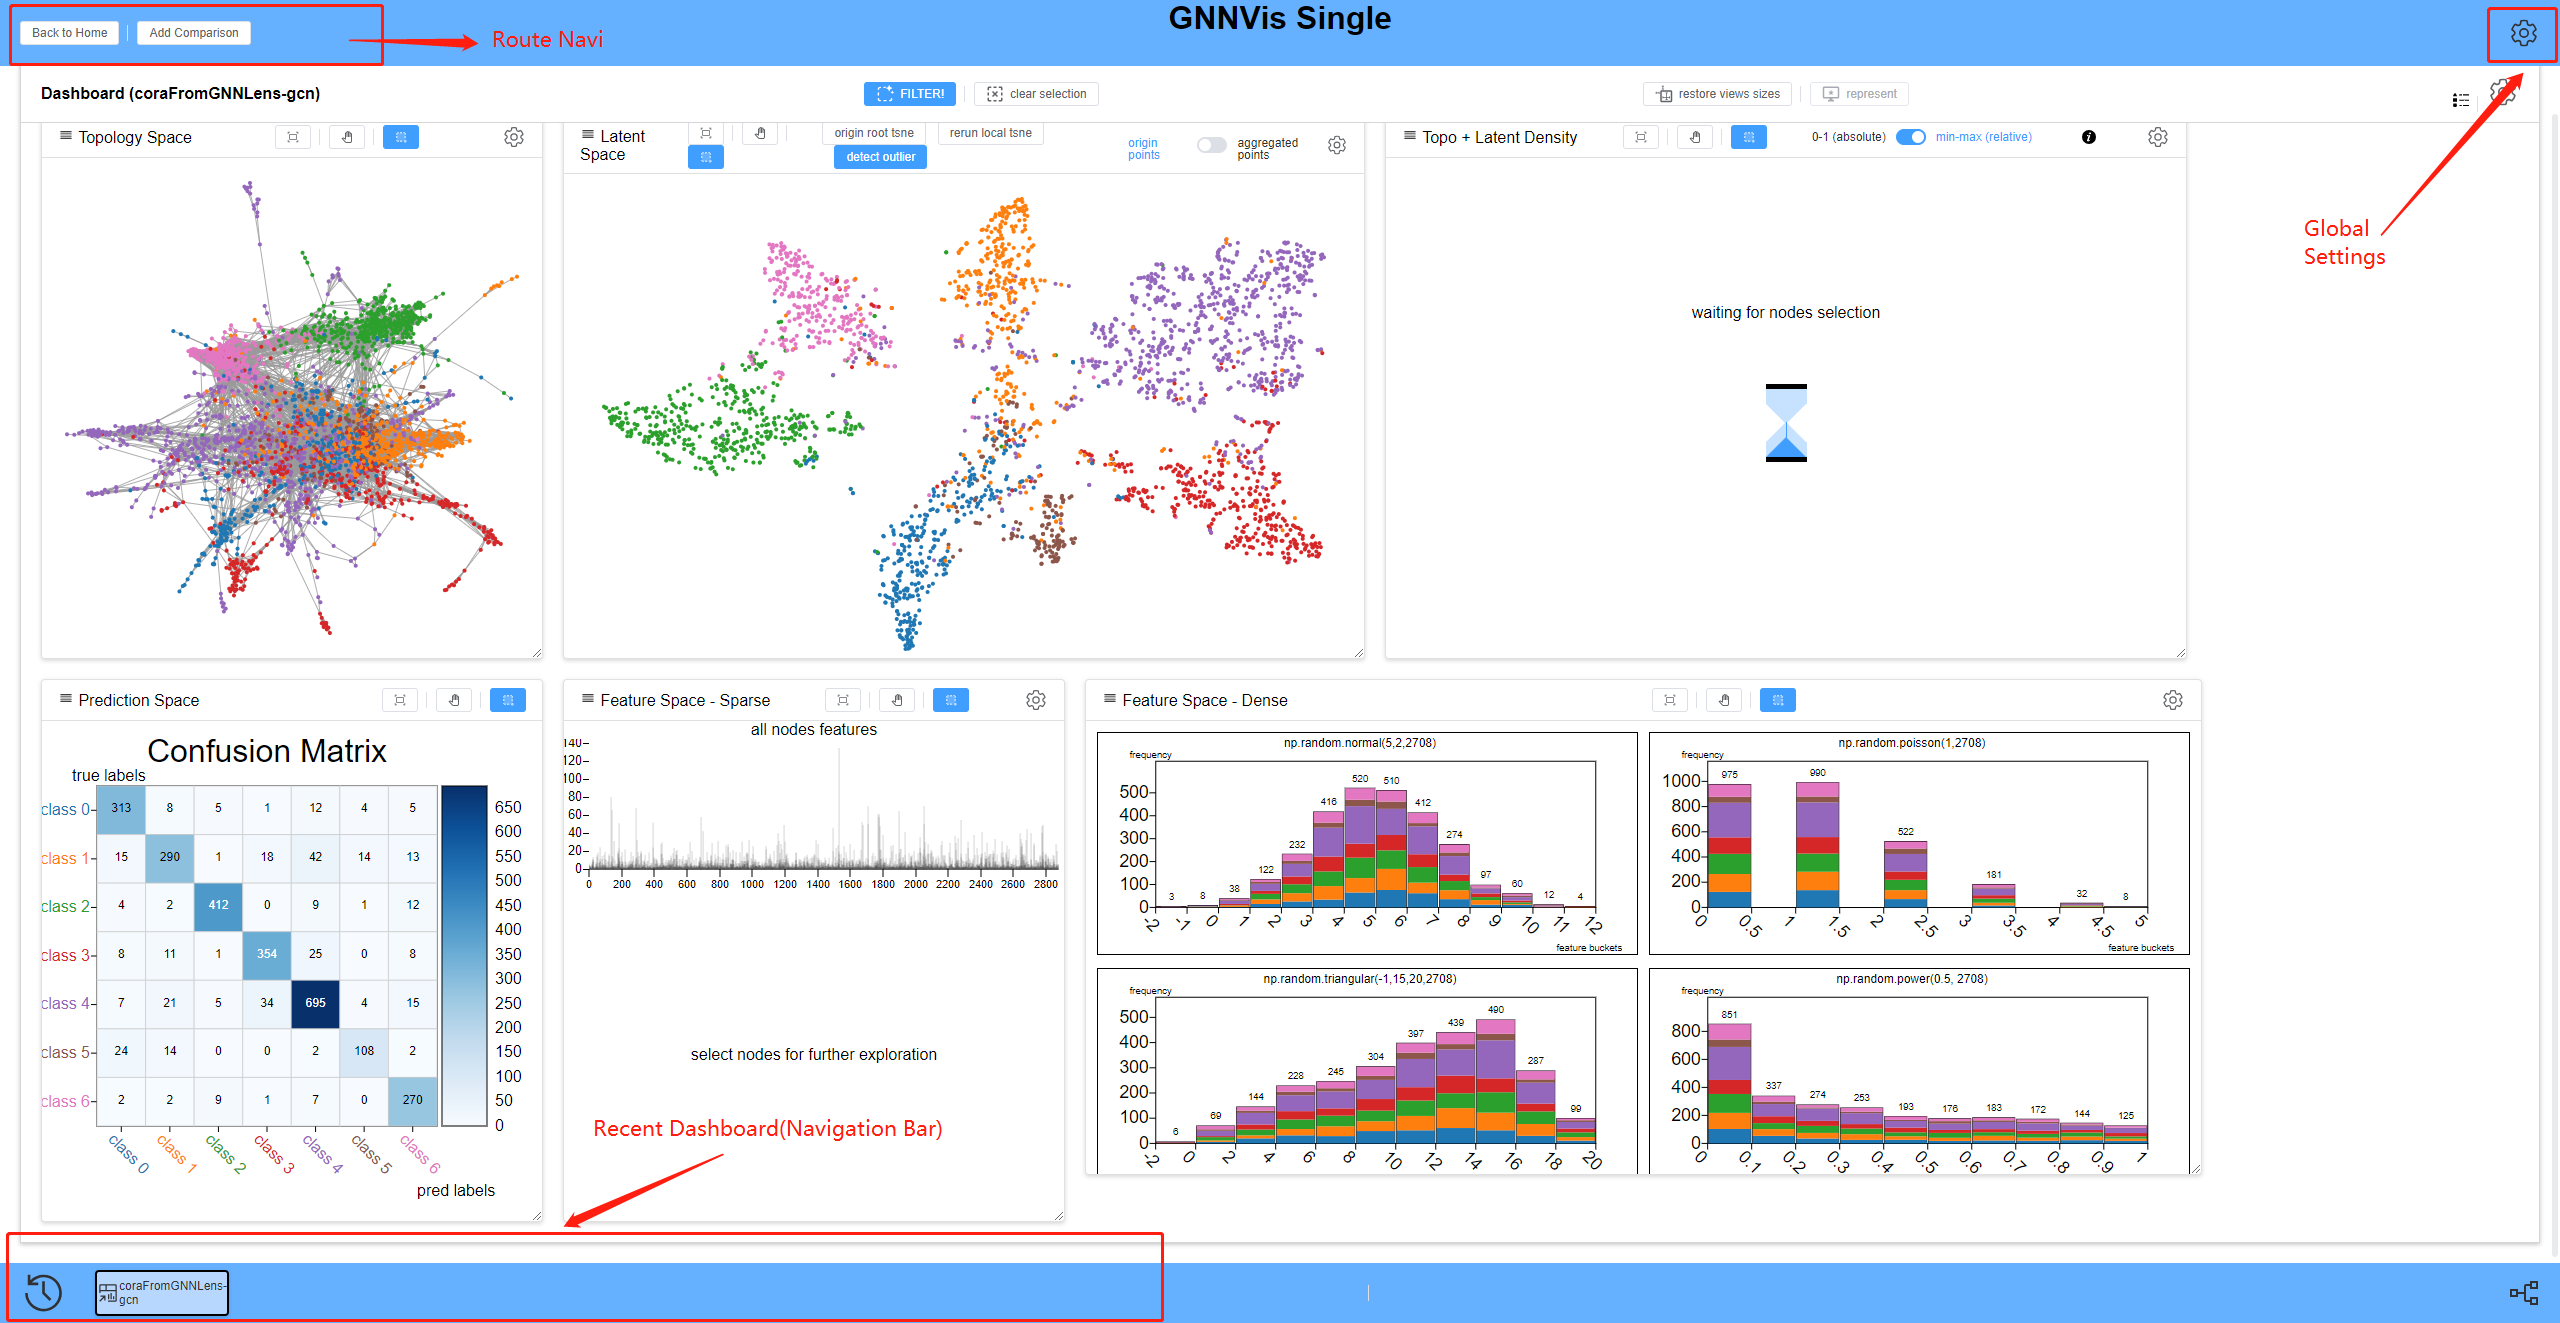 GNNVis Single
Back to Home
Add Comparison
Route Navi
Dashboard (coraFromGNNLens-gcn)
FILTER!
clear selection
restore views sizes
represent
Global
Settings
Topology Space
Latent
Space
origin root tsne
rerun local tsne
detect outlier
origin
points
aggregated
points
Topo + Latent Density
0-1 (absolute)
min-max (relative)
waiting for nodes selection
Prediction Space
Confusion Matrix
true labels
class 0 313 8 5 1 12 4 5
class 1 15 290 1 18 42 14 13
class 2 4 2 412 0 9 1 12
class 3 8 11 1 354 25 0 8
class 4 7 21 5 34 695 4 15
class 5 24 14 0 0 2 108 2
class 6 2 2 9 1 7 0 270
class 0 class 1 class 2 class 3 class 4 class 5 class 6
pred labels
650
600
550
500
450
400
350
300
250
200
150
100
50
0
Feature Space - Sparse
all nodes features
140
120
100
80
60
40
20
0
0 200 400 600 800 1000 1200 1400 1600 1800 2000 2200 2400 2600 2800
select nodes for further exploration
Recent Dashboard(Navigation Bar)
Feature Space - Dense
np.random.normal(5,2,2708)
frequency
500
400
300
200
100
0
3 8 38 122 232 416 520 510 412 274 97 60 12 4
-2 -1 0 1 2 3 4 5 6 7 8 9 10 11 12
feature buckets
np.random.poisson(1,2708)
frequency
1000
800
600
400
200
0
975 990 522 181 32 8
0 0.5 1 1.5 2 2.5 3 3.5 4 4.5 5
feature buckets
np.random.triangular(-1,15,20,2708)
frequency
500
400
300
200
100
0
6 69 144 228 245 304 397 439 490 287 99
-2 0 2 4 6 8 10 12 14 16 18 20
np.random.power(0.5, 2708)
frequency
800
600
400
200
0
851 337 274 253 193 176 183 172 144 125
0 0.1 0.2 0.3 0.4 0.5 0.6 0.7 0.8 0.9 1
coraFromGNNLens-
gcn